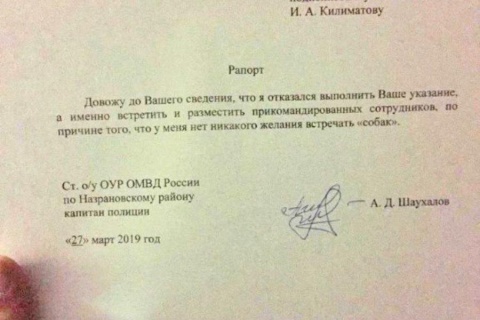 И. А. Килиматову
Рапорт
Довожу до Вашего сведения, что я отказался выполнить Ваше указание,
а именно встретить и разместить прикомандированных сотрудников, по
причине того, что у меня нет никакого желания встречать «собак».
Ст. о/у ОУР ОМВД России
по Назрановскому району
капитан полиции
А. Д. Шаухалов
«27» март 2019 год